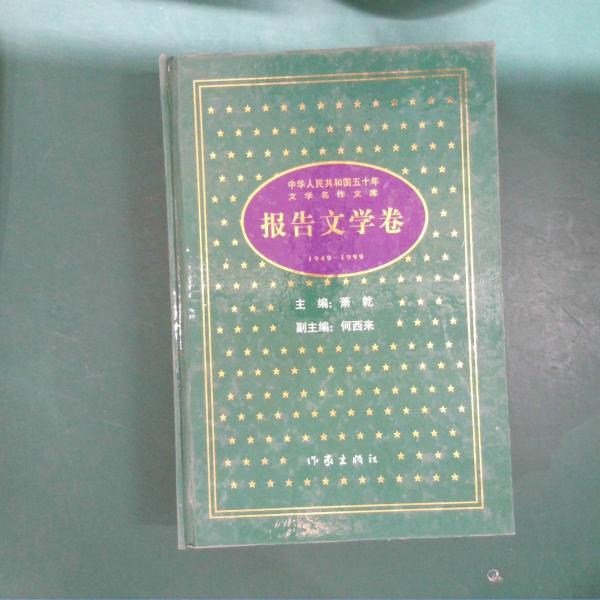 中华人民共和国五十年
文学名作文库
报告文学卷
1949-1999
主编：萧乾
副主编：何西来
作家出版社